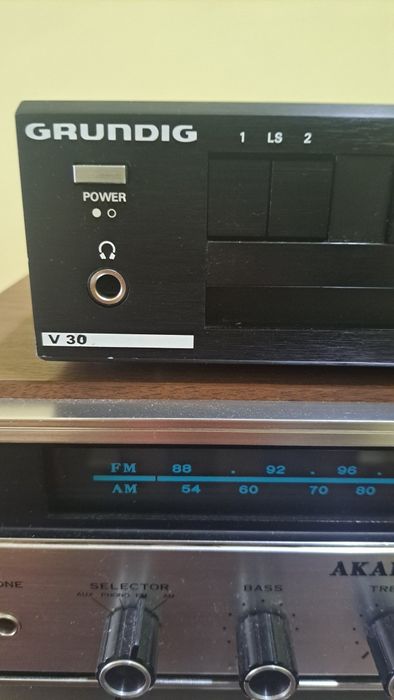 GRUNDIG
1 LS 2
POWER
V 30
FM 88 . 92 . 96 .
AM 54 60 70 80
AKA
ONE SELECTOR BASS TRE
AUX PHONO FM AM